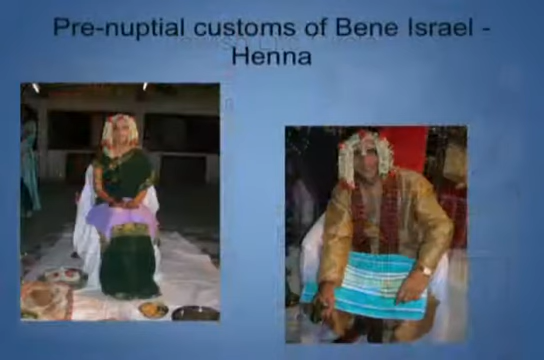 Pre-nuptial customs of Bene Israel -
Henna